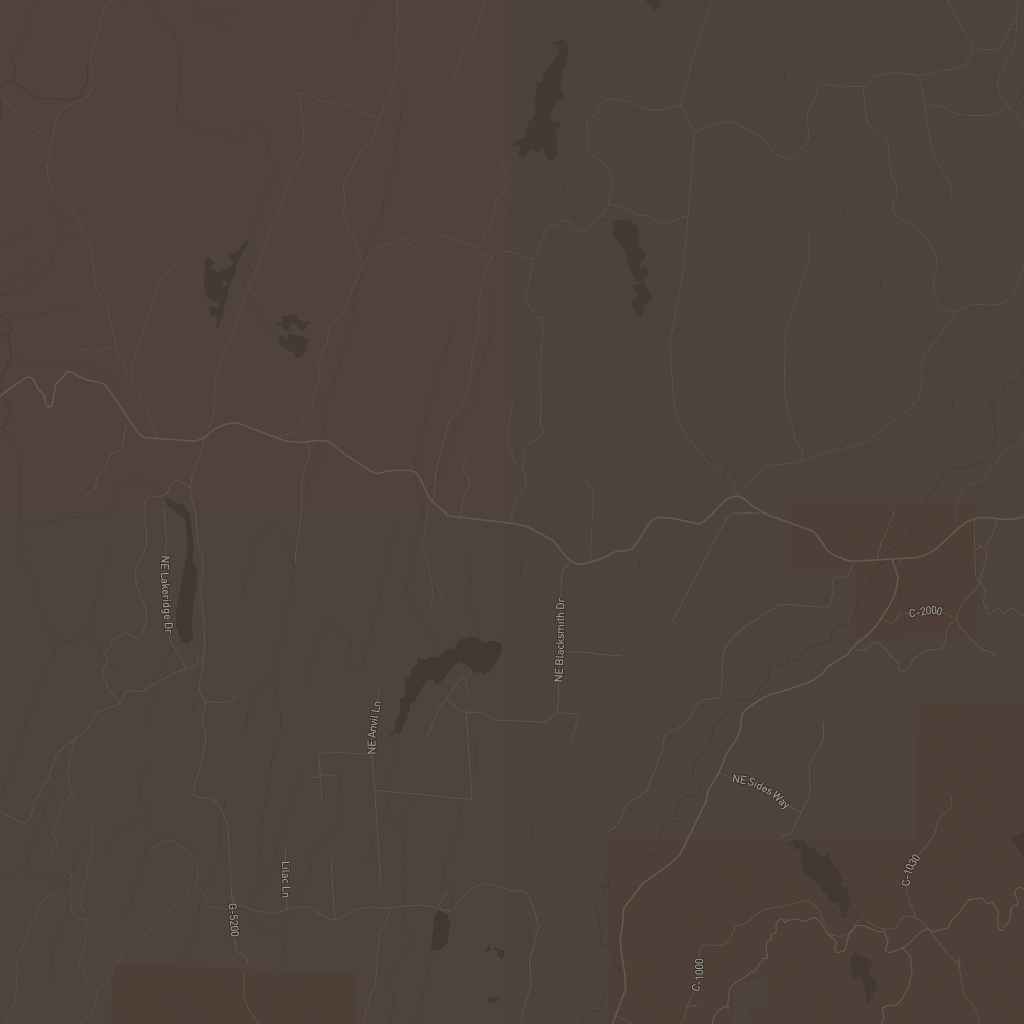 NE Lakeridge Dr
NE Blacksmith Dr
C-2000
NE Anvil Ln
NE Sides Way
Lilac Ln
C-1030
G-5200
C-1000